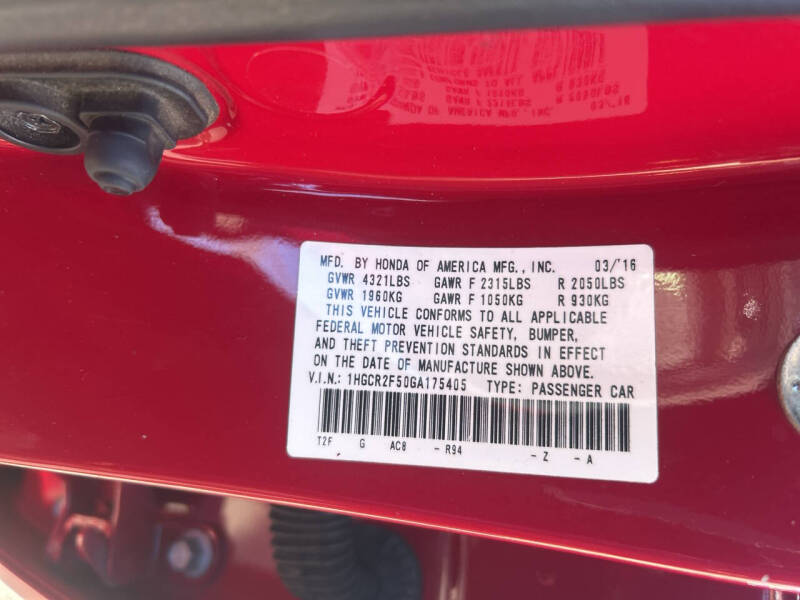 MFD. BY HONDA OF AMERICA MFG., INC. 03/'16
GVWR 4321LBS GAWR F 2315LBS R 2050LBS
GVWR 1960KG GAWR F 1050KG R 930KG
THIS VEHICLE CONFORMS TO ALL APPLICABLE
FEDERAL MOTOR VEHICLE SAFETY, BUMPER,
AND THEFT PREVENTION STANDARDS IN EFFECT
ON THE DATE OF MANUFACTURE SHOWN ABOVE.
V.I.N.: 1HGCR2F50GA175405 TYPE: PASSENGER CAR
T2F G AC8 - R94 - Z - A